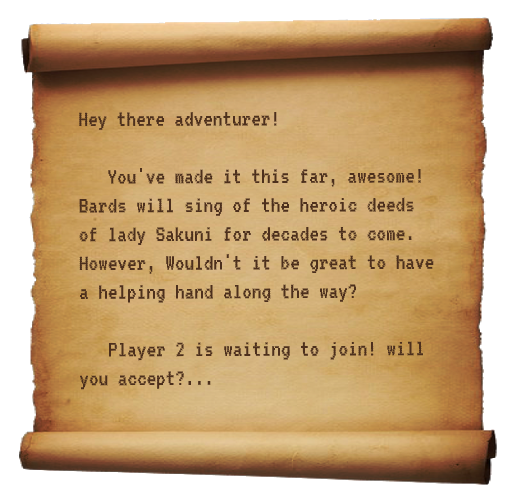 Hey there adventurer!
You've made it this far, awesome!
Bards will sing of the heroic deeds
of lady Sakuni for decades to come.
However, Wouldn't it be great to have
a helping hand along the way?
Player 2 is waiting to join! will
you accept?...